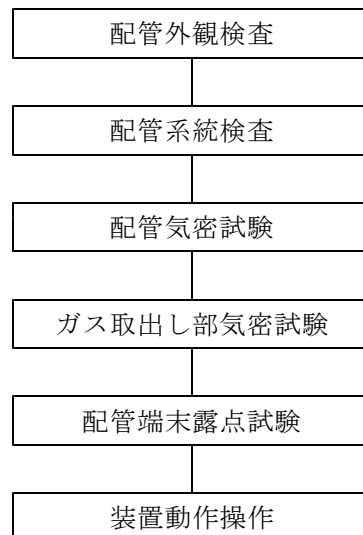 配管外観検査
配管系統検査
配管気密試験
ガス取出し部気密試験
配管端末露点試験
装置動作操作